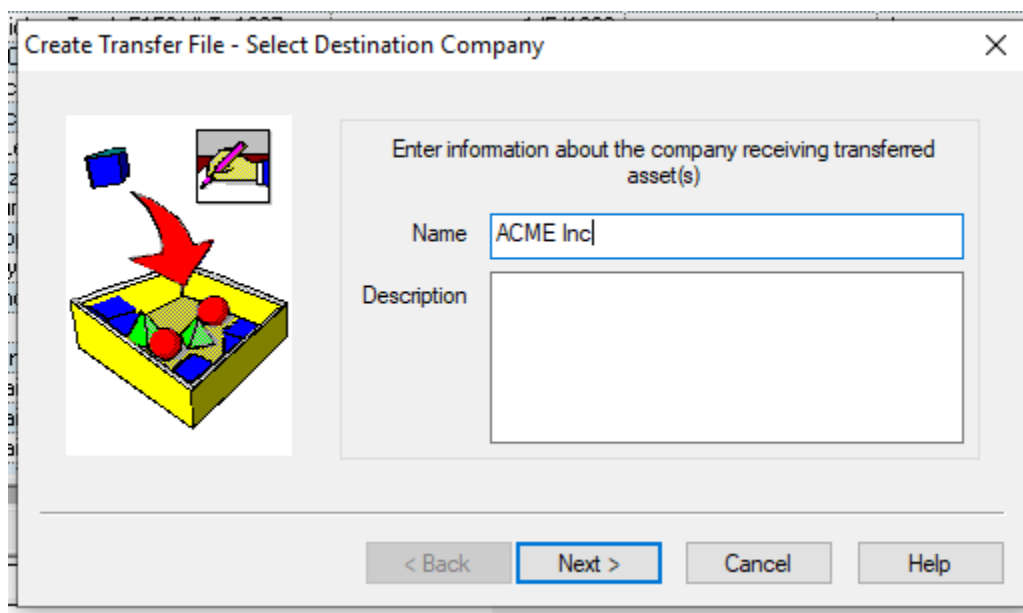 Create Transfer File - Select Destination Company
Enter information about the company receiving transferred
asset(s)
Name ACME Inc
Description
< Back Next > Cancel Help